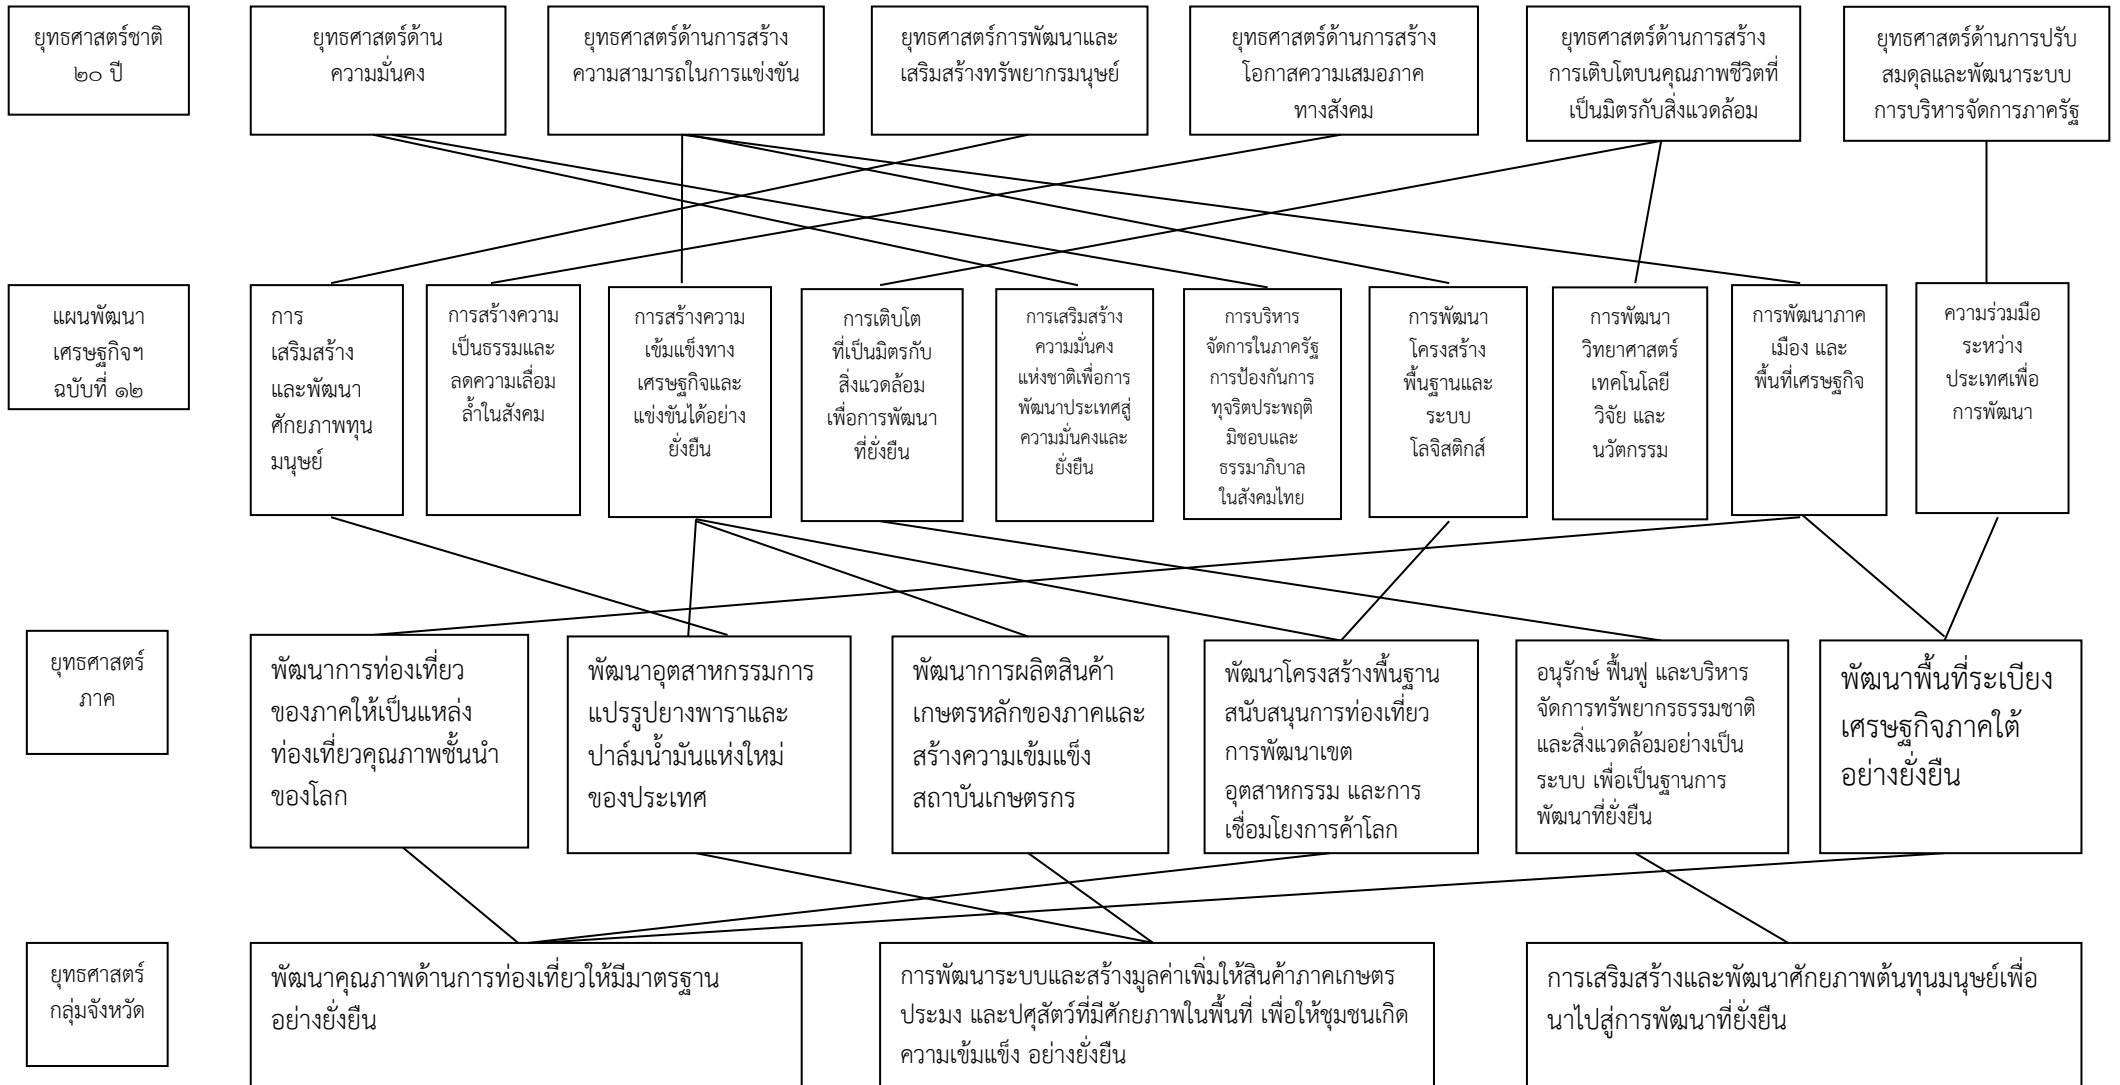 ยุทธศาสตร์ชาติ
๒๐ ปี
ยุทธศาสตร์ด้าน
ความมั่นคง
ยุทธศาสตร์ด้านการสร้าง
ความสามารถในการแข่งขัน
ยุทธศาสตร์การพัฒนาและ
เสริมสร้างทรัพยากรมนุษย์
ยุทธศาสตร์ด้านการสร้าง
โอกาสความเสมอภาค
ทางสังคม
ยุทธศาสตร์ด้านการสร้าง
การเติบโตบนคุณภาพชีวิตที่
เป็นมิตรกับสิ่งแวดล้อม
ยุทธศาสตร์ด้านการปรับ
สมดุลและพัฒนาระบบ
การบริหารจัดการภาครัฐ
แผนพัฒนา
เศรษฐกิจฯ
ฉบับที่ ๑๒
การ
เสริมสร้าง
และพัฒนา
ศักยภาพทุน
มนุษย์
การสร้างความ
เป็นธรรมและ
ลดความเลื่อม
ล้ำในสังคม
การสร้างความ
เข้มแข็งทาง
เศรษฐกิจและ
แข่งขันได้อย่าง
ยั่งยืน
การเติบโต
ที่เป็นมิตรกับ
สิ่งแวดล้อม
เพื่อการพัฒนา
ที่ยั่งยืน
การเสริมสร้าง
ความมั่นคง
แห่งชาติเพื่อการ
พัฒนาประเทศสู่
ความมั่นคงและ
ยั่งยืน
การบริหาร
จัดการในภาครัฐ
การป้องกันการ
ทุจริตประพฤติ
มิชอบและ
ธรรมาภิบาล
ในสังคมไทย
การพัฒนา
โครงสร้าง
พื้นฐานและ
ระบบ
โลจิสติกส์
การพัฒนา
วิทยาศาสตร์
เทคโนโลยี
วิจัย และ
นวัตกรรม
การพัฒนาภาค
เมือง และ
พื้นที่เศรษฐกิจ
ความร่วมมือ
ระหว่าง
ประเทศเพื่อ
การพัฒนา
ยุทธศาสตร์
ภาค
พัฒนาการท่องเที่ยว
ของภาคให้เป็นแหล่ง
ท่องเที่ยวคุณภาพชั้นนำ
ของโลก
พัฒนาอุตสาหกรรมการ
แปรรูปยางพาราและ
ปาล์มน้ำมันแห่งใหม่
ของประเทศ
พัฒนาการผลิตสินค้า
เกษตรหลักของภาคและ
สร้างความเข้มแข็ง
สถาบันเกษตรกร
พัฒนาโครงสร้างพื้นฐาน
สนับสนุนการท่องเที่ยว
การพัฒนาเขต
อุตสาหกรรม และการ
เชื่อมโยงการค้าโลก
อนุรักษ์ ฟื้นฟู และบริหาร
จัดการทรัพยากรธรรมชาติ
และสิ่งแวดล้อมอย่างเป็น
ระบบ เพื่อเป็นฐานการ
พัฒนาที่ยั่งยืน
พัฒนาพื้นที่ระเบียง
เศรษฐกิจภาคใต้
อย่างยั่งยืน
ยุทธศาสตร์
กลุ่มจังหวัด
พัฒนาคุณภาพด้านการท่องเที่ยวให้มีมาตรฐาน
อย่างยั่งยืน
การพัฒนาระบบและสร้างมูลค่าเพิ่มให้สินค้าภาคเกษตร
ประมง และปศุสัตว์ที่มีศักยภาพในพื้นที่ เพื่อให้ชุมชนเกิด
ความเข้มแข็ง อย่างยั่งยืน
การเสริมสร้างและพัฒนาศักยภาพต้นทุนมนุษย์เพื่อ
นาไปสู่การพัฒนาที่ยั่งยืน